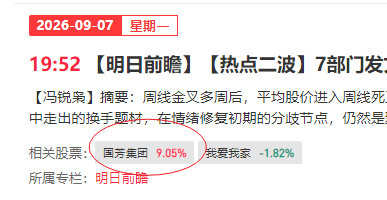 2026-09-07 星期一
19:52 【明日前瞻】【热点二波】7部门发
【冯锐枭】摘要：周线金叉多周后，平均股价进入周线死
中走出的换手题材，在情绪修复初期的分歧节点，仍然是
相关股票： 国芳集团 9.05% 我爱我家 -1.82%
所属专栏：明日前瞻